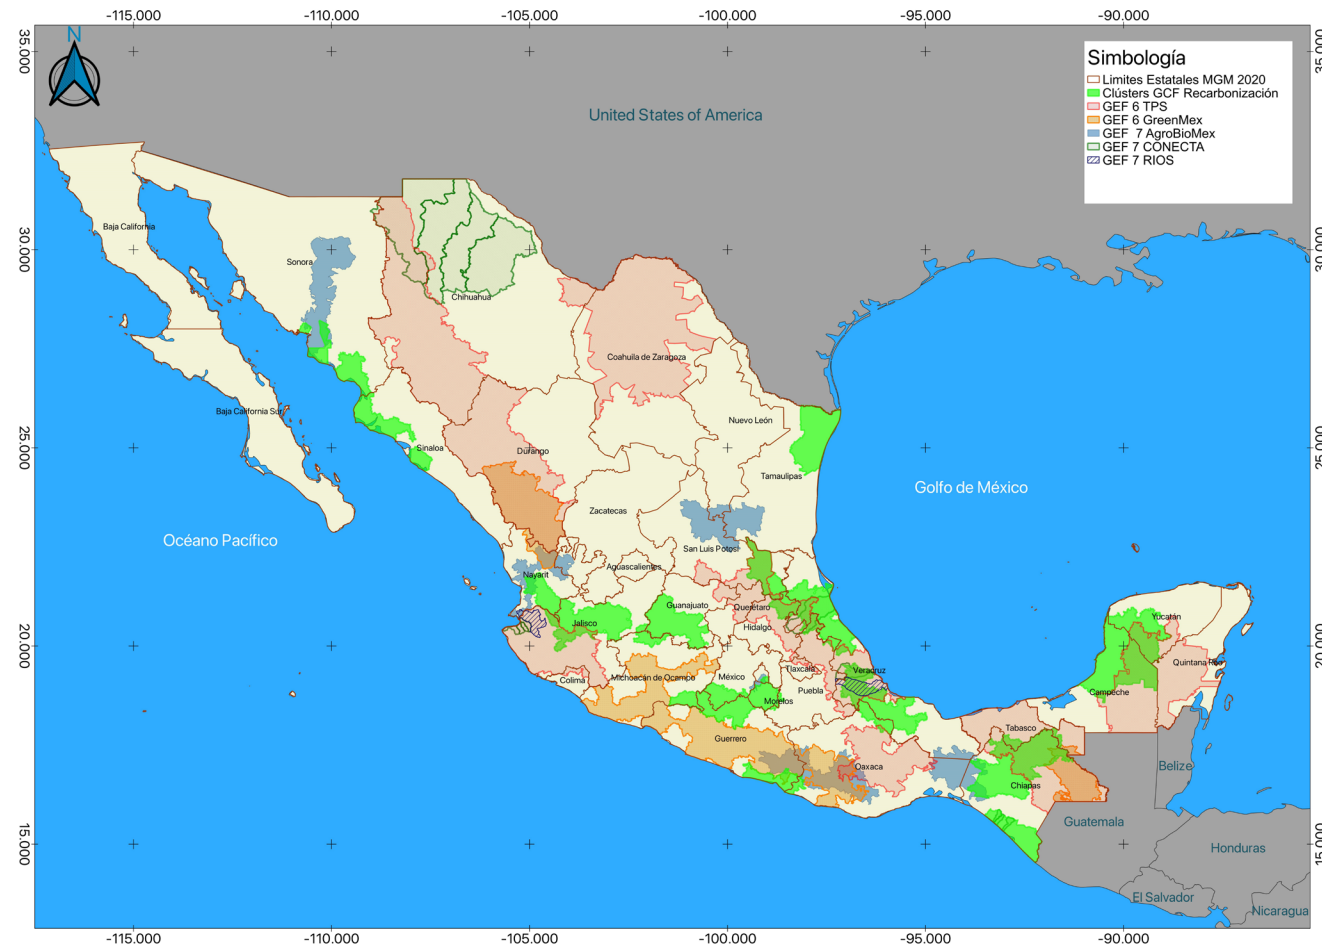 -115.000 -110.000 -105.000 -100.000 -95.000 -90.000
N
35.000
35.000
Simbología
Limites Estatales MGM 2020
Clústers GCF Recarbonización
GEF 6 TPS
GEF 6 GreenMex
GEF 7 AgroBioMex
GEF 7 CONECTA
GEF 7 RIOS
United States of America
Baja California
30.000
30.000
Sonora
Chihuahua
Coahuila de Zaragoza
Baja California Sur
Nuevo León
25.000
25.000
Sinaloa
Durango
Tamaulipas
Golfo de México
Zacatecas
Océano Pacífico
San Luis Potosí
Aguascalientes
Nayarit
Guanajuato
Querétaro
Yucatán
Jalisco
Hidalgo
20.000
20.000
Quintana Roo
Tlaxcala
Veracruz
Colima
Michoacán de Ocampo
México
Puebla
Campeche
Morelos
Tabasco
Guerrero
Oaxaca
Belize
Chiapas
Guatemala
15.000
15.000
Honduras
El Salvador
Nicaragua
-115.000 -110.000 -105.000 -100.000 -95.000 -90.000